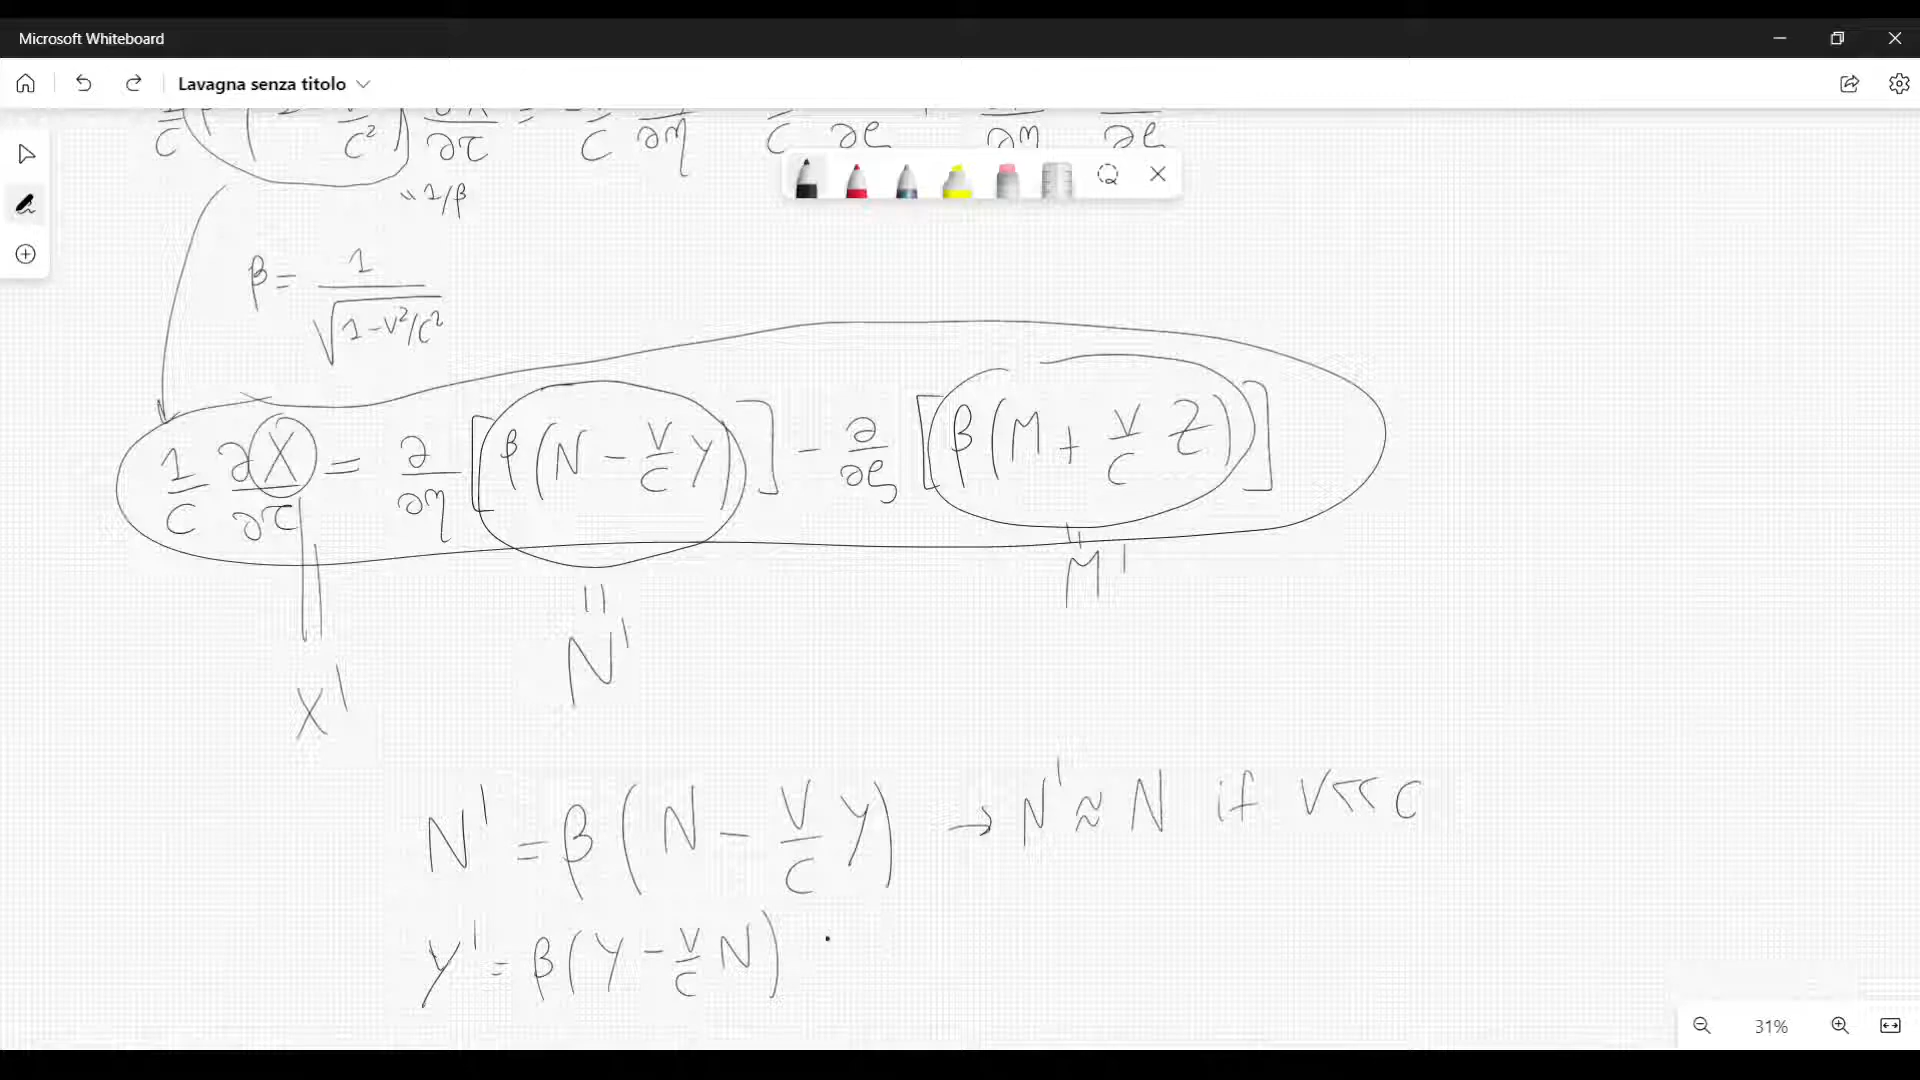 Microsoft Whiteboard
Lavagna senza titolo
" 1/β
β = 1 / √(1-v²/c²)
1/c ∂X/∂τ = ∂/∂η [β(N - v/c Y)] - ∂/∂ζ [β(M + v/c Z)]
" M'
" N'
X'
N' = β(N - v/c Y) → N' ≈ N if v << c
Y' = β(Y - v/c N)
31%